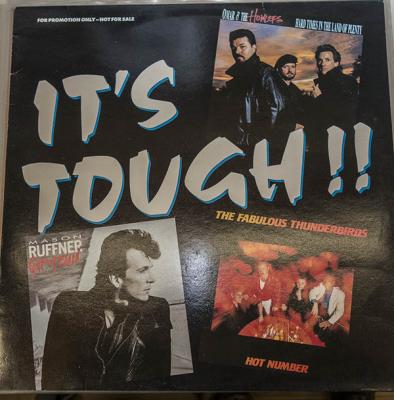 FOR PROMOTION ONLY–NOT FOR SALE
OMAR & THE HOWLERS
HARD TIMES IN THE LAND OF PLENTY
IT'S
TOUGH!!
THE FABULOUS THUNDERBIRDS
MASON
RUFFNER
HOT NUMBER